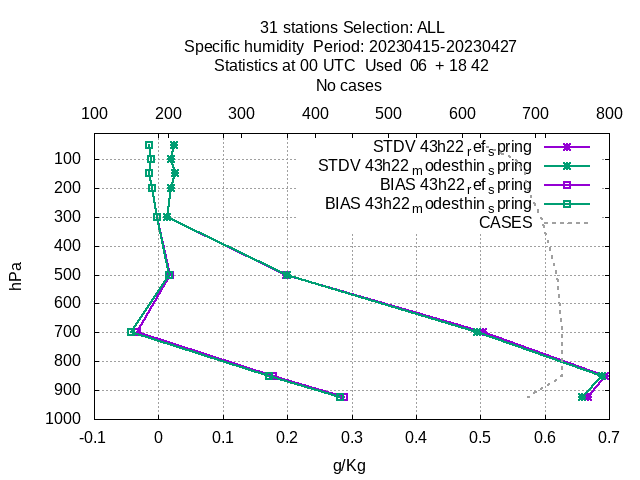 31 stations Selection: ALL
Specific humidity  Period: 20230415-20230427
Statistics at 00 UTC  Used  06  + 18 42
No cases
100 200 300 400 500 600 700 800
STDV 43h22_ref_spring
STDV 43h22_modesthin_spring
BIAS 43h22_ref_spring
BIAS 43h22_modesthin_spring
CASES
100
200
300
400
500
600
700
800
900
1000
hPa
-0.1 0 0.1 0.2 0.3 0.4 0.5 0.6 0.7
g/Kg